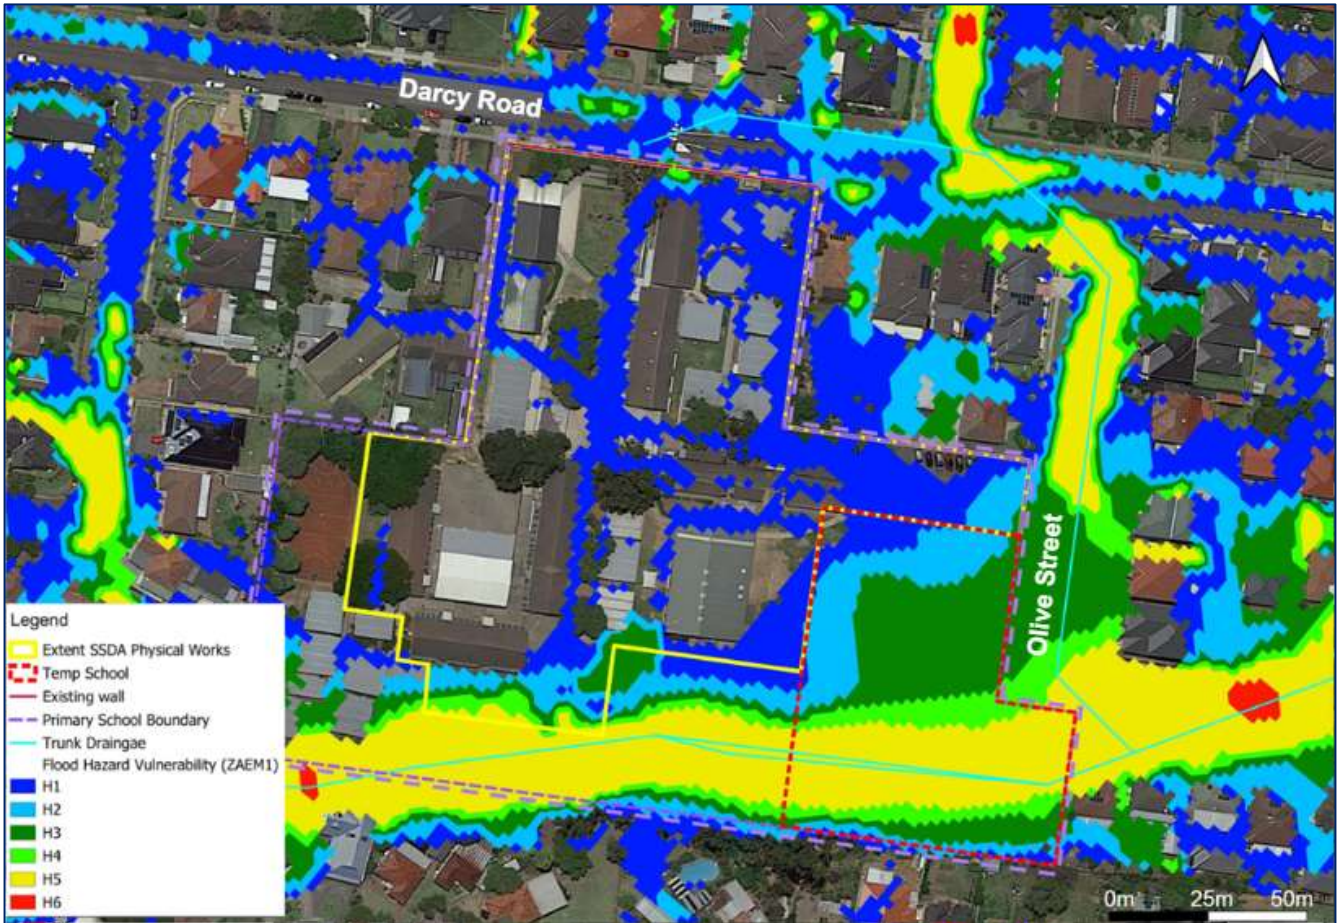 Darcy Road
Olive Street
Legend
Extent SSDA Physical Works
Temp School
Existing wall
Primary School Boundary
Trunk Draingae
Flood Hazard Vulnerability (ZAEM1)
H1
H2
H3
H4
H5
H6
0m 25m 50m